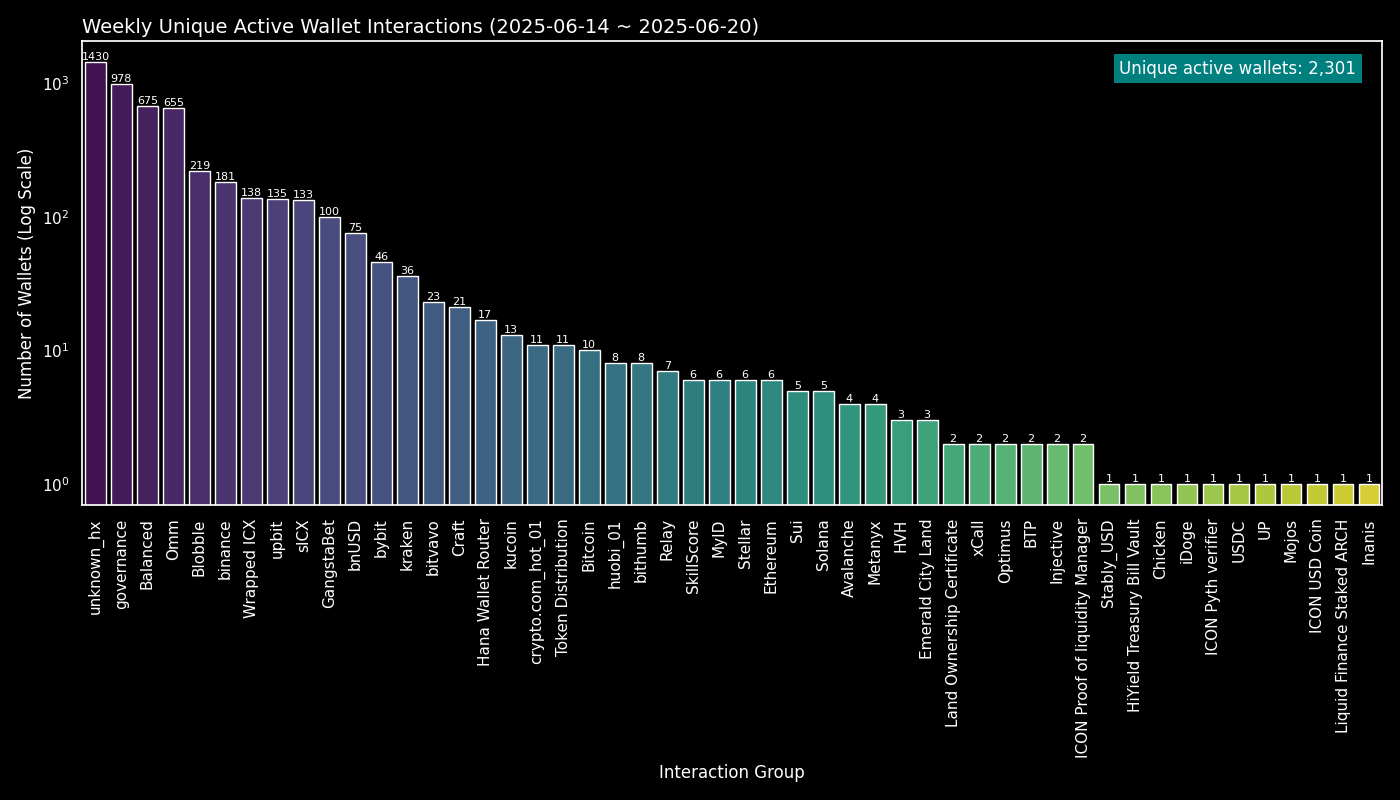 Weekly Unique Active Wallet Interactions (2025-06-14 ~ 2025-06-20)
Unique active wallets: 2,301
Number of Wallets (Log Scale)
10³
10²
10¹
10⁰
1430
978
675
655
219
181
138
135
133
100
75
46
36
23
21
17
13
11
11
10
8
8
7
6
6
6
6
5
5
4
4
3
3
2
2
2
2
2
2
1
1
1
1
1
1
1
1
1
1
1
unknown_hx
governance
Balanced
Omm
Blobble
binance
Wrapped ICX
upbit
sICX
GangstaBet
bnUSD
bybit
kraken
bitvavo
Craft
Hana Wallet Router
kucoin
crypto.com_hot_01
Token Distribution
Bitcoin
huobi_01
bithumb
Relay
SkillScore
MyID
Stellar
Ethereum
Sui
Solana
Avalanche
Metanyx
HVH
Emerald City Land
Land Ownership Certificate
xCall
Optimus
BTP
Injective
ICON Proof of liquidity Manager
Stably_USD
HiYield Treasury Bill Vault
Chicken
iDoge
ICON Pyth verifier
USDC
UP
Mojos
ICON USD Coin
Liquid Finance Staked ARCH
Inanis
Interaction Group